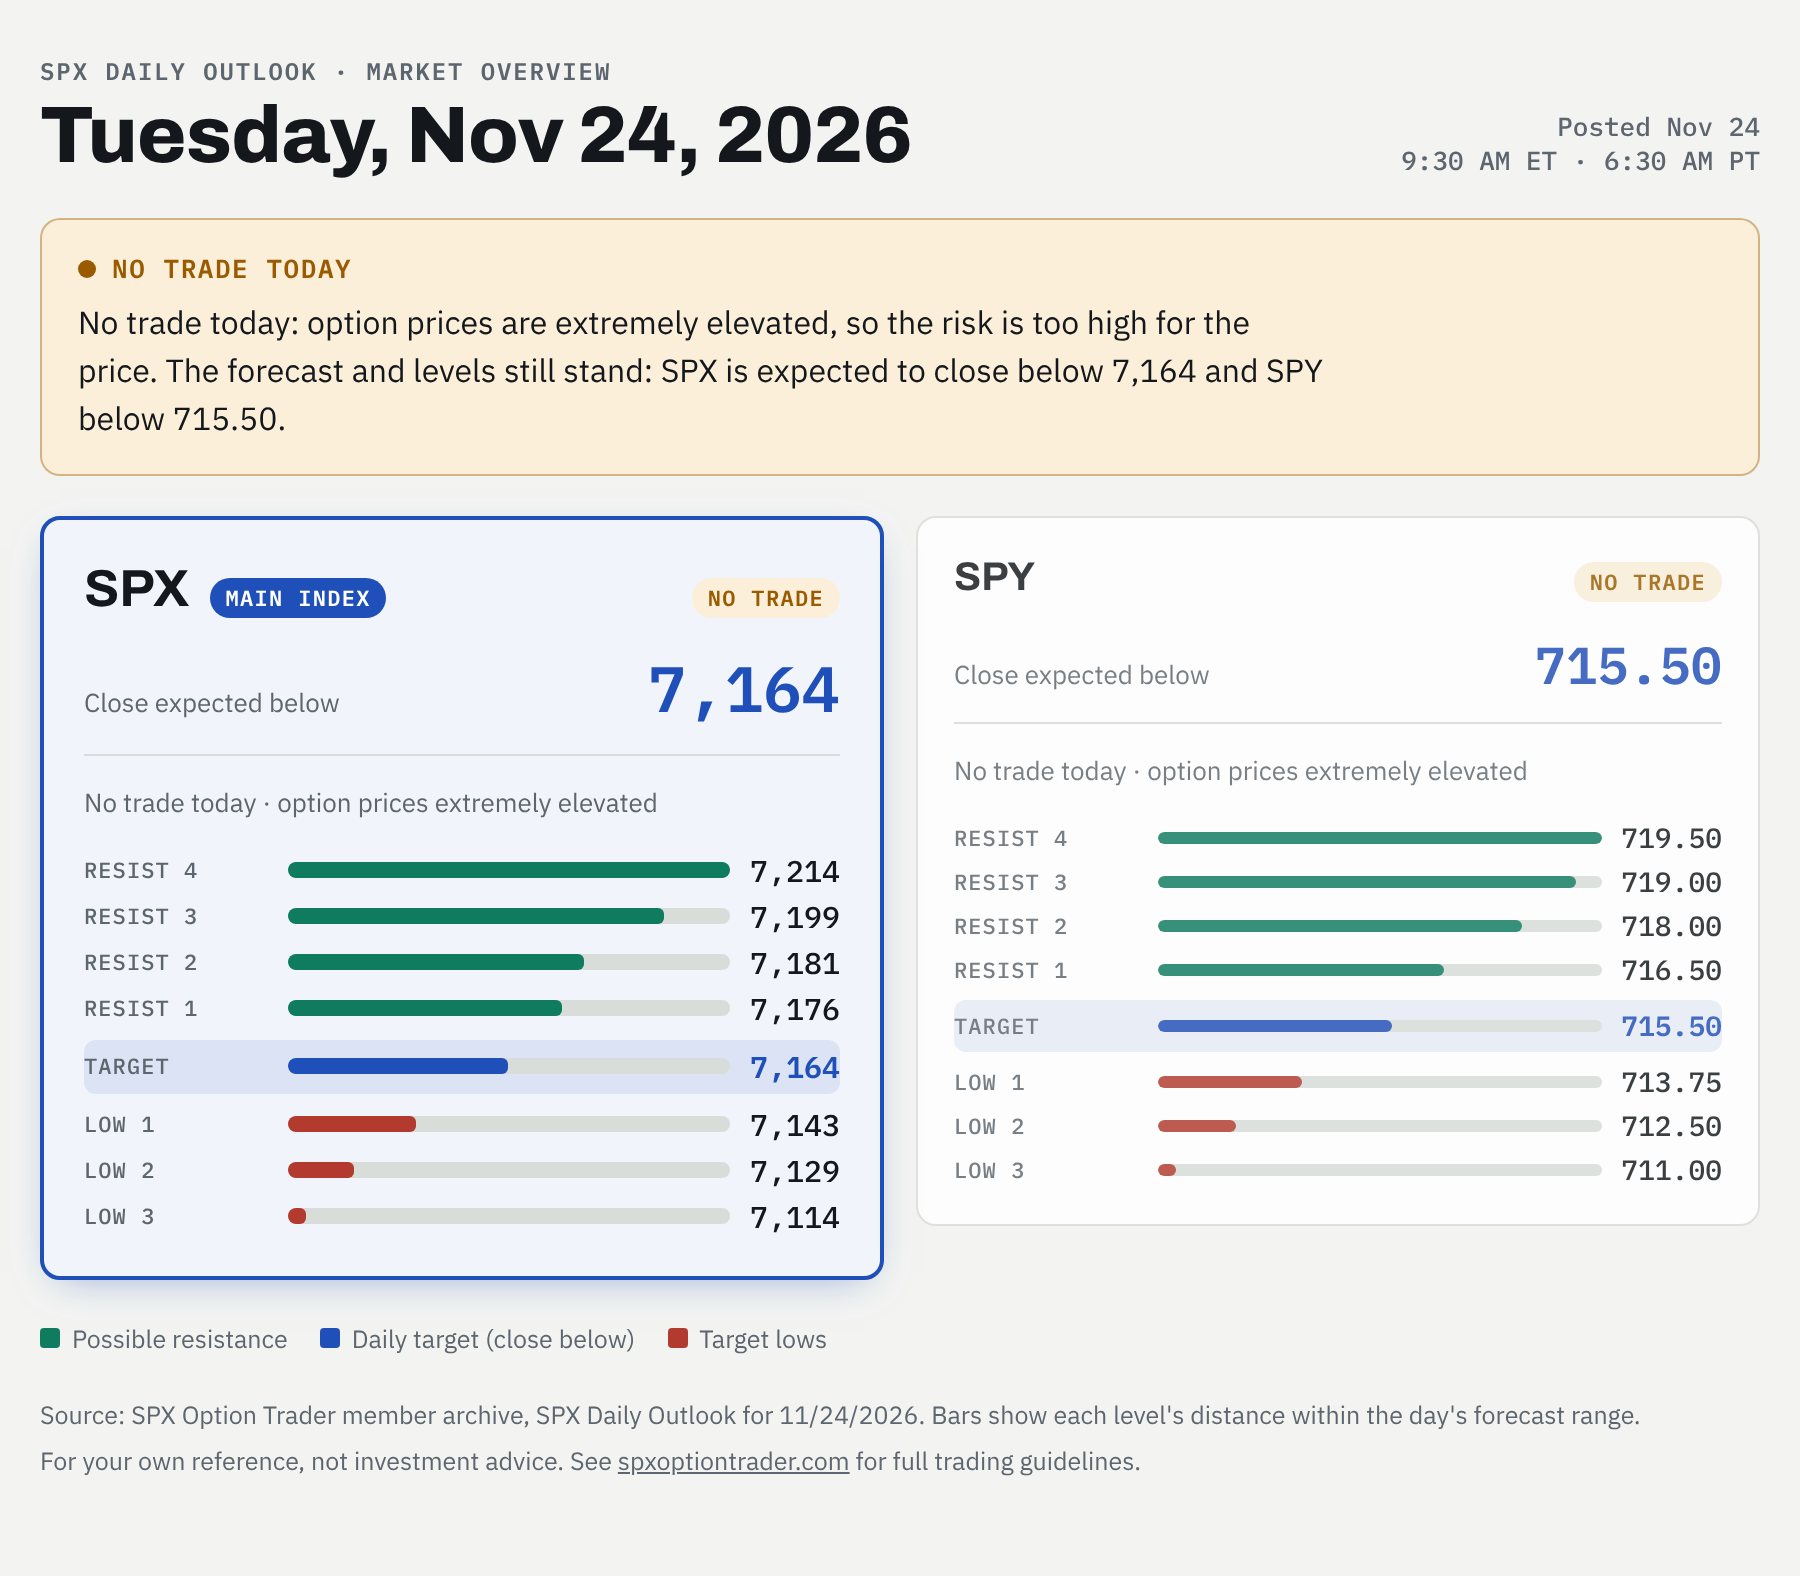 SPX DAILY OUTLOOK · MARKET OVERVIEW
Tuesday, Nov 24, 2026
Posted Nov 24
9:30 AM ET · 6:30 AM PT
NO TRADE TODAY
No trade today: option prices are extremely elevated, so the risk is too high for the
price. The forecast and levels still stand: SPX is expected to close below 7,164 and SPY
below 715.50.
SPX MAIN INDEX NO TRADE
Close expected below 7,164
No trade today · option prices extremely elevated
RESIST 4 7,214
RESIST 3 7,199
RESIST 2 7,181
RESIST 1 7,176
TARGET 7,164
LOW 1 7,143
LOW 2 7,129
LOW 3 7,114
SPY NO TRADE
Close expected below 715.50
No trade today · option prices extremely elevated
RESIST 4 719.50
RESIST 3 719.00
RESIST 2 718.00
RESIST 1 716.50
TARGET 715.50
LOW 1 713.75
LOW 2 712.50
LOW 3 711.00
Possible resistance Daily target (close below) Target lows
Source: SPX Option Trader member archive, SPX Daily Outlook for 11/24/2026. Bars show each level's distance within the day's forecast range.
For your own reference, not investment advice. See spxoptiontrader.com for full trading guidelines.